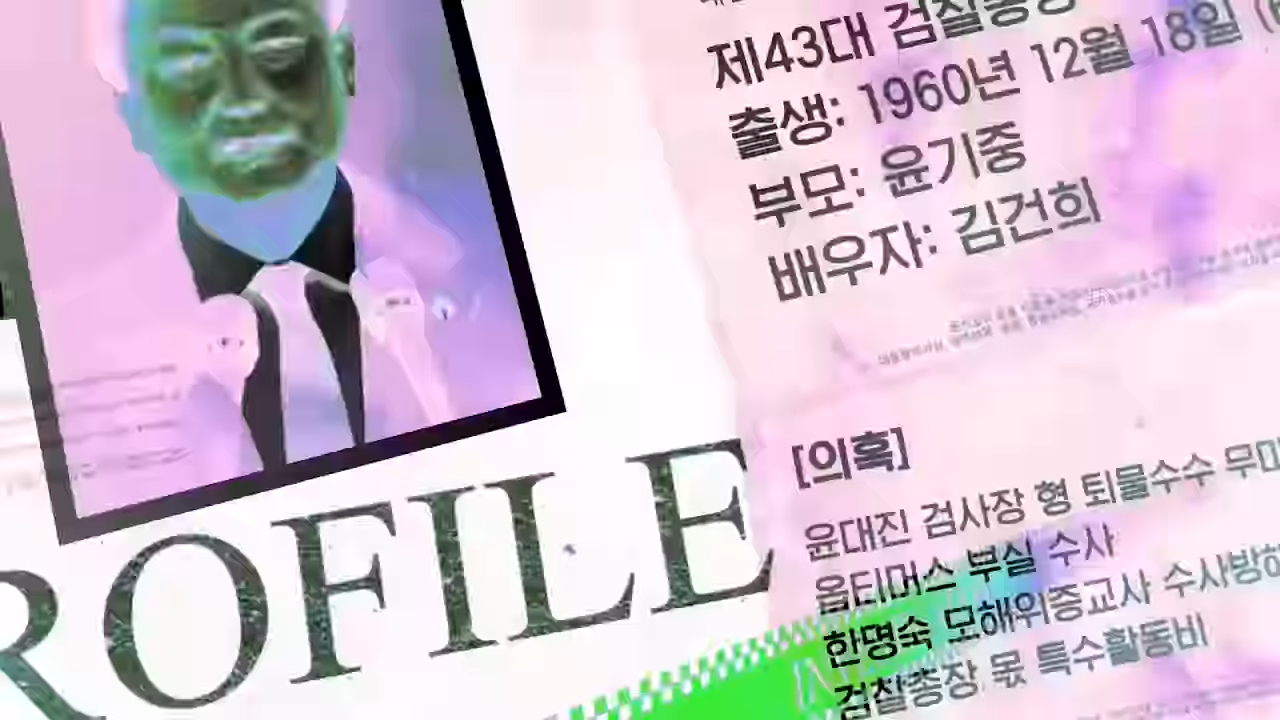 제43대 검찰총장
출생: 1960년 12월 18일
부모: 윤기중
배우자: 김건희
[의혹]
윤대진 검사장 형 뇌물수수
옵티머스 부실 수사
한명숙 모해위증교사 수사방해
검찰총장 몫 특수활동비
ROFILE